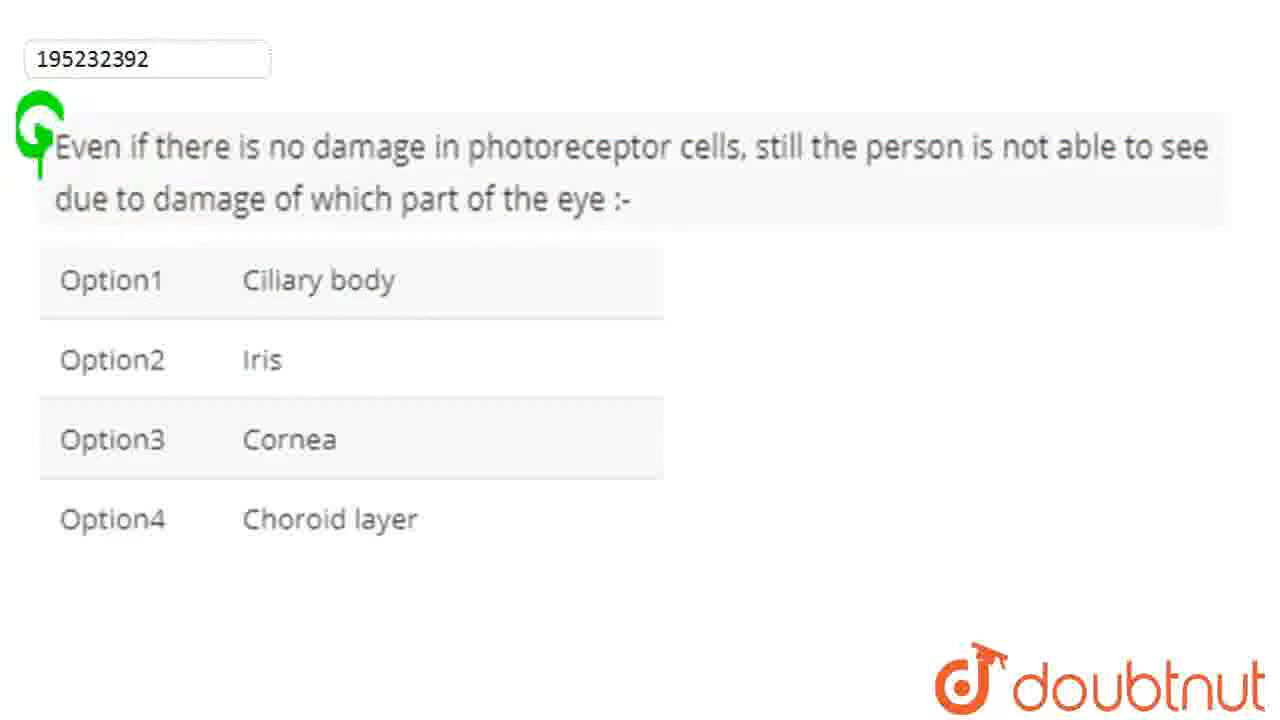 195232392
Even if there is no damage in photoreceptor cells, still the person is not able to see
due to damage of which part of the eye :-
Option1 Ciliary body
Option2 Iris
Option3 Cornea
Option4 Choroid layer
doubtnut